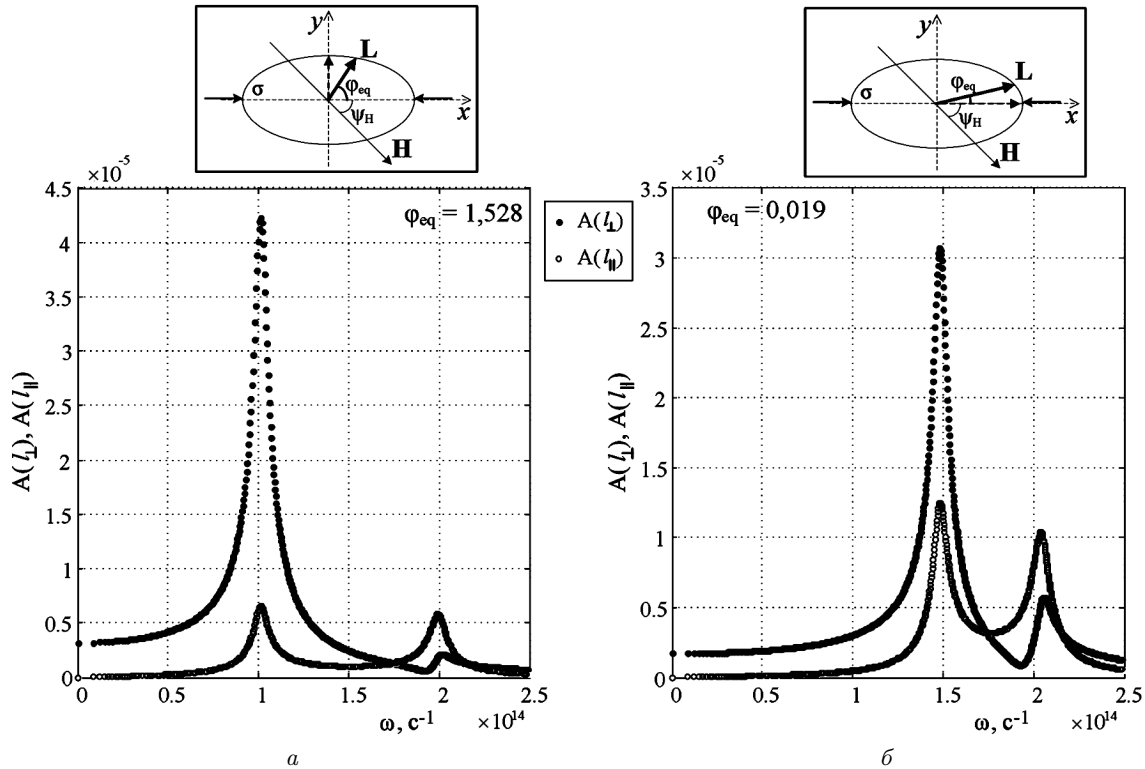 y
L
σ
φeq
ψH
x
H
y
L
σ
φeq
ψH
x
H
×10⁻⁵
4.5
4
3.5
3
2.5
2
1.5
1
0.5
0
A(l⊥), A(l∥)
φeq = 1,528
0 0.5 1 1.5 2 2.5
ω, с⁻¹ ×10¹⁴
а
A(l⊥)
A(l∥)
×10⁻⁵
3.5
3
2.5
2
1.5
1
0.5
0
A(l⊥), A(l∥)
φeq = 0,019
0 0.5 1 1.5 2 2.5
ω, с⁻¹ ×10¹⁴
б